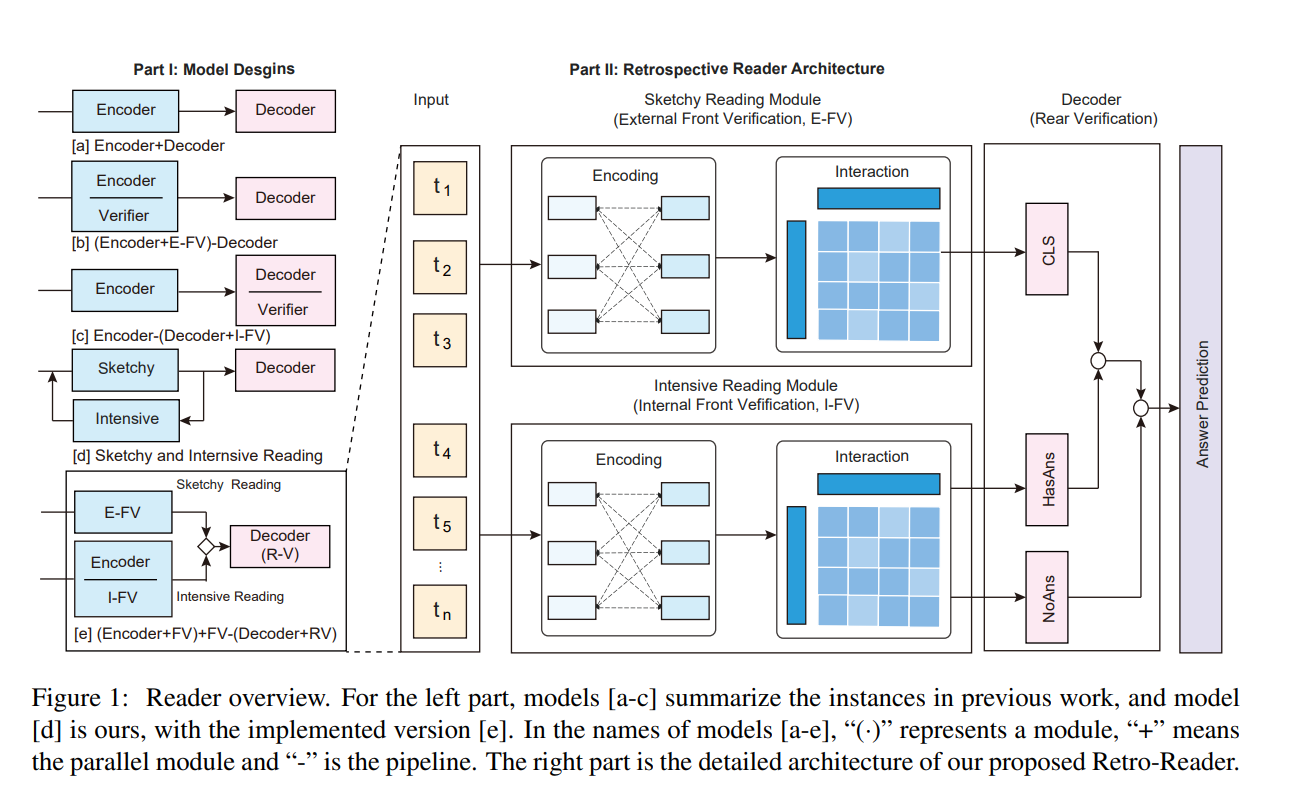 Part I: Model Desgins
Encoder
Decoder
[a] Encoder+Decoder
Encoder
Verifier
Decoder
[b] (Encoder+E-FV)-Decoder
Encoder
Decoder
Verifier
[c] Encoder-(Decoder+I-FV)
Sketchy
Decoder
Intensive
[d] Sketchy and Internsive Reading
Sketchy Reading
E-FV
Decoder
(R-V)
Encoder
I-FV
Intensive Reading
[e] (Encoder+FV)+FV-(Decoder+RV)
Part II: Retrospective Reader Architecture
Input
t1
t2
t3
t4
t5
⋮
tn
Sketchy Reading Module
(External Front Verification, E-FV)
Encoding
Interaction
Intensive Reading Module
(Internal Front Vefification, I-FV)
Encoding
Interaction
Decoder
(Rear Verification)
CLS
HasAns
NoAns
Answer Prediction
Figure 1: Reader overview. For the left part, models [a-c] summarize the instances in previous work, and model
[d] is ours, with the implemented version [e]. In the names of models [a-e], “(·)” represents a module, “+” means
the parallel module and “-” is the pipeline. The right part is the detailed architecture of our proposed Retro-Reader.